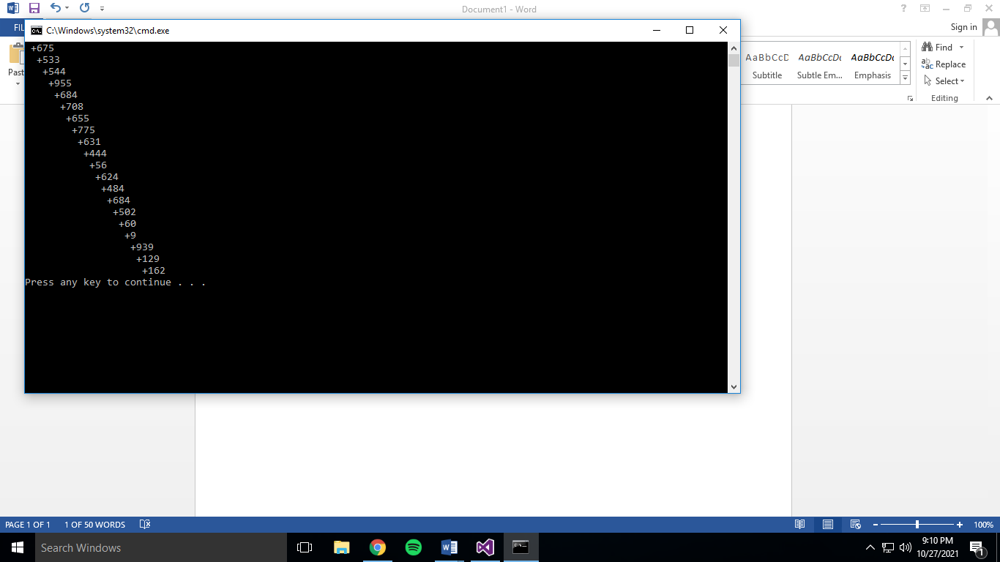 Document1 - Word
FIL
Sign in
C:\Windows\system32\cmd.exe
Past
AaBbCcD AaBbCcDc AaBbCcDc
Subtitle Subtle Em... Emphasis
Find
Replace
Select
Editing
+675
+533
+544
+955
+684
+708
+655
+775
+631
+444
+56
+624
+484
+684
+502
+60
+9
+939
+129
+162
Press any key to continue . . .
PAGE 1 OF 1 1 OF 50 WORDS 100%
Search Windows
9:10 PM
10/27/2021
1